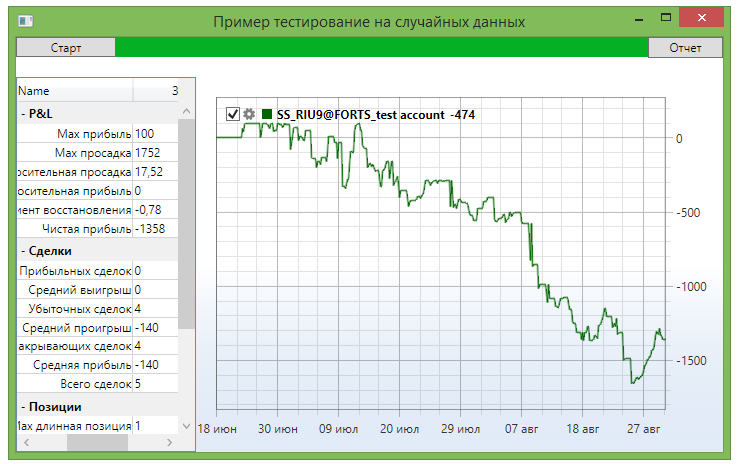 Пример тестирование на случайных данных
Старт
Отчет
Name 3
- P&L
Max прибыль 100
Max просадка 1752
осительная просадка 17,52
осительная прибыль 0
иент восстановления -0,78
Чистая прибыль -1358
- Сделки
Прибыльных сделок 0
Средний выигрыш 0
Убыточных сделок 4
Средний проигрыш -140
акрывающих сделок 4
Средняя прибыль -140
Всего сделок 5
- Позиции
Max длинная позиция 1
SS_RIU9@FORTS_test account -474
0
-500
-1000
-1500
18 июн 30 июн 09 июл 20 июл 29 июл 07 авг 18 авг 27 авг